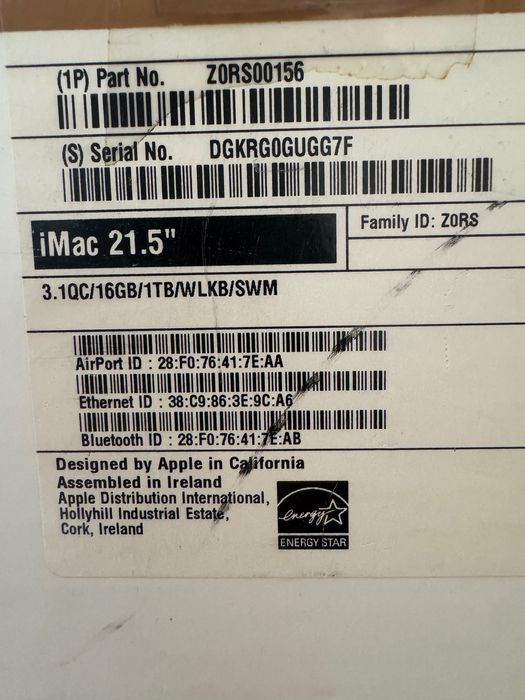 (1P) Part No. Z0RS00156
(S) Serial No. DGKRG0GUGG7F
iMac 21.5"
Family ID: Z0RS
3.1QC/16GB/1TB/WLKB/SWM
AirPort ID : 28:F0:76:41:7E:AA
Ethernet ID : 38:C9:86:3E:9C:A6
Bluetooth ID : 28:F0:76:41:7E:AB
Designed by Apple in California
Assembled in Ireland
Apple Distribution International,
Hollyhill Industrial Estate,
Cork, Ireland
energy
ENERGY STAR